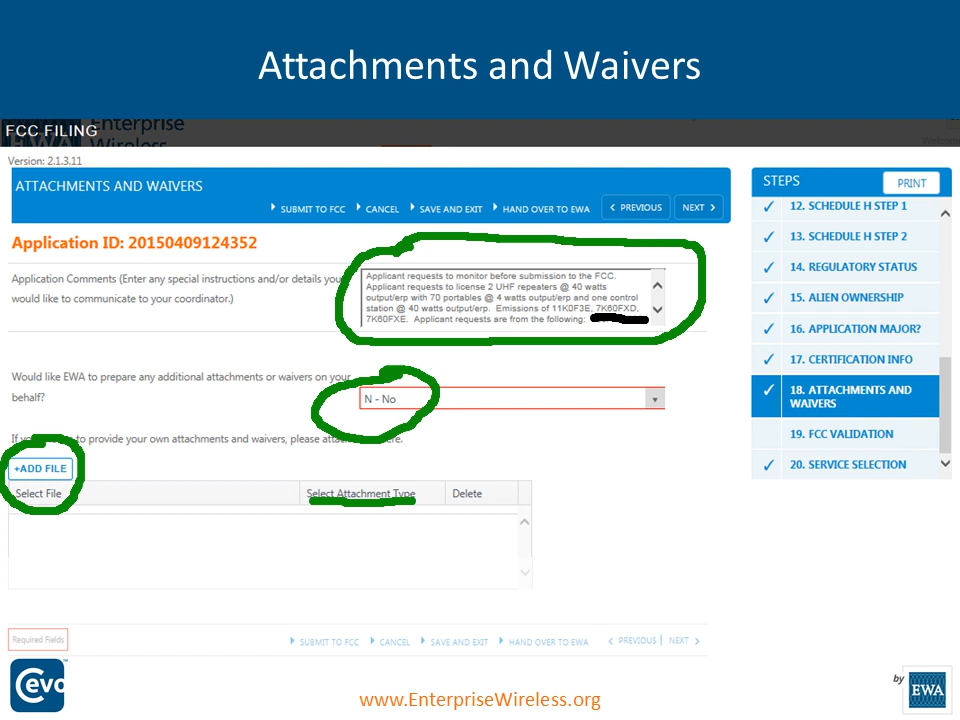 Attachments and Waivers
Enterprise
Wireless
FCC FILING
EWA
Welcome
Version: 2.1.3.11
ATTACHMENTS AND WAIVERS
SUBMIT TO FCC CANCEL SAVE AND EXIT HAND OVER TO EWA PREVIOUS NEXT
STEPS PRINT
12. SCHEDULE H STEP 1
13. SCHEDULE H STEP 2
14. REGULATORY STATUS
15. ALIEN OWNERSHIP
16. APPLICATION MAJOR?
17. CERTIFICATION INFO
18. ATTACHMENTS AND
WAIVERS
19. FCC VALIDATION
20. SERVICE SELECTION
Application ID: 20150409124352
Application Comments (Enter any special instructions and/or details you
would like to communicate to your coordinator.)
Applicant requests to monitor before submission to the FCC.
Applicant requests to license 2 UHF repeaters @ 40 watts
output/erp with 70 portables @ 4 watts output/erp and one control
station @ 40 watts output/erp. Emissions of 11K0F3E, 7K60FXD,
7K60FXE. Applicant requests are from the following:
Would like EWA to prepare any additional attachments or waivers on your
behalf?
N - No
If you to provide your own attachments and waivers, please here.
+ADD FILE
Select File Select Attachment Type Delete
Required Fields
SUBMIT TO FCC CANCEL SAVE AND EXIT HAND OVER TO EWA PREVIOUS NEXT
evo
www.EnterpriseWireless.org
by
EWA